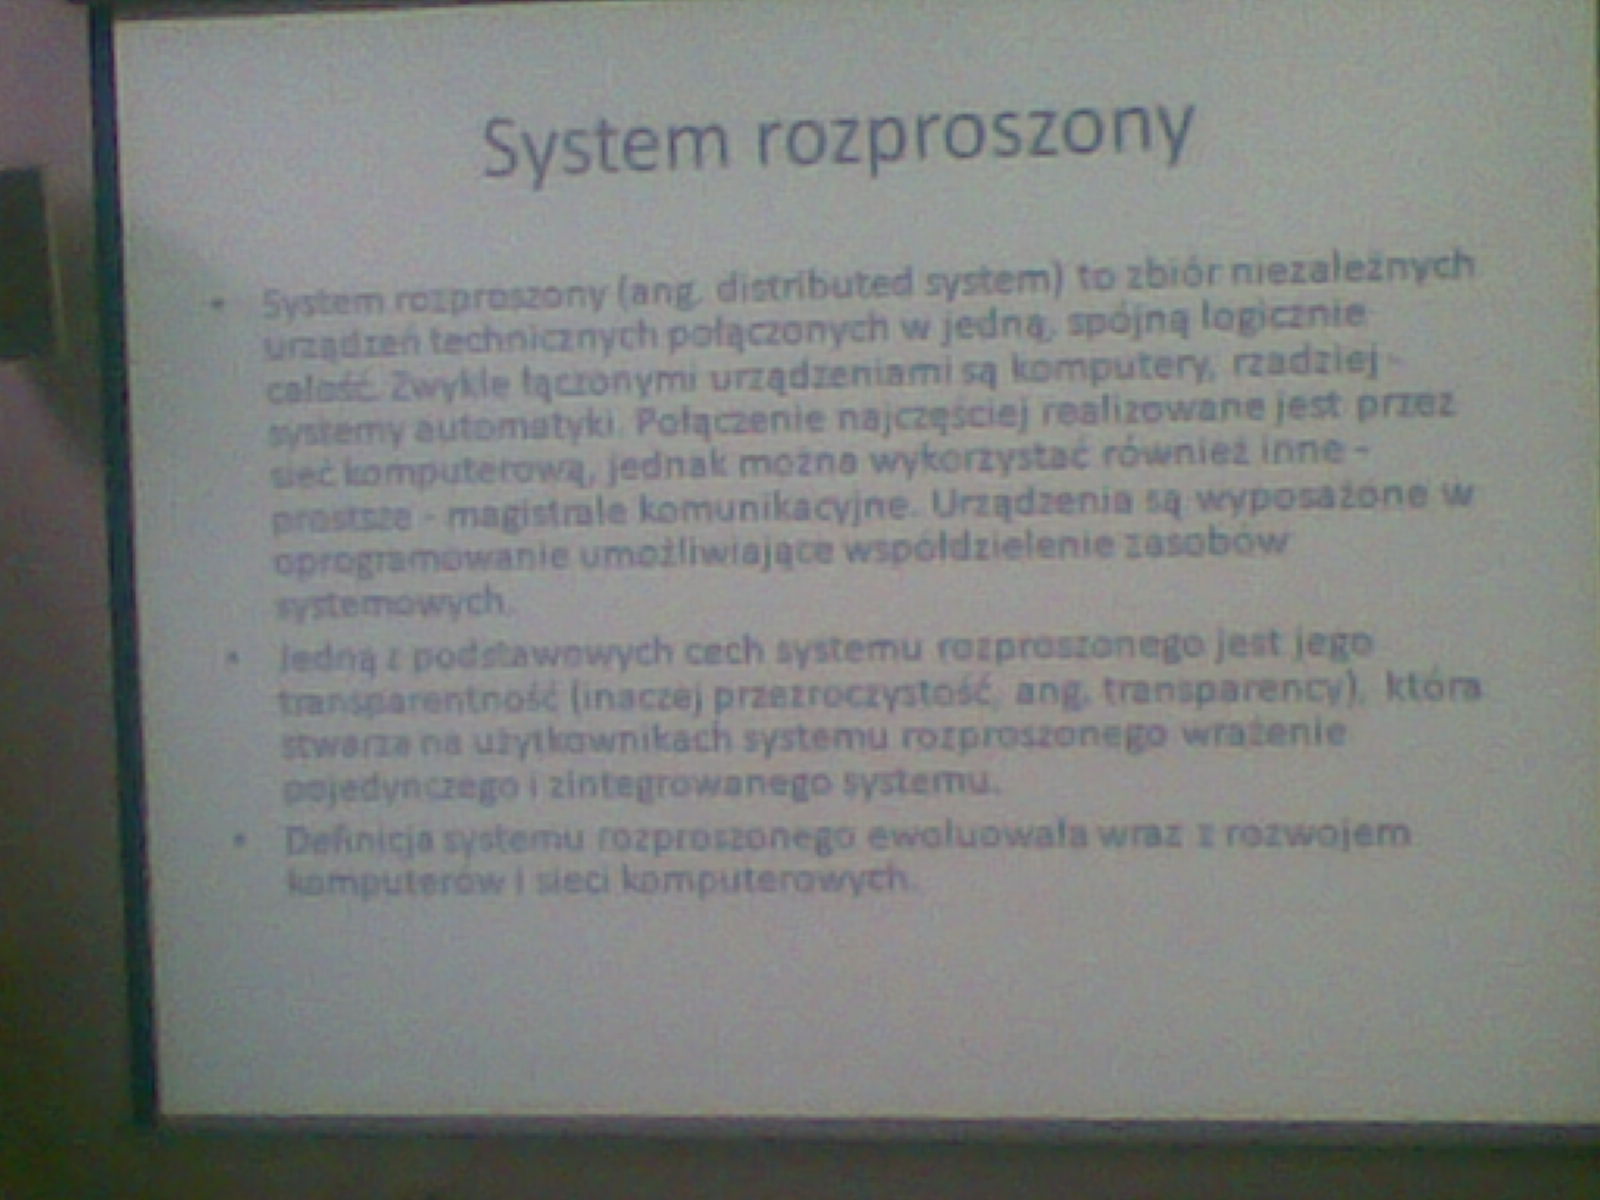 System rozproszony
• System rozproszony (ang. distributed system) to zbiór niezależnych
urządzeń technicznych połączonych w jedną, spójną logicznie
całość. Zwykle łączonymi urządzeniami są komputery, rzadziej -
systemy automatyki. Połączenie najczęściej realizowane jest przez
sieć komputerową, jednak można wykorzystać również inne -
prostsze - magistrale komunikacyjne. Urządzenia są wyposażone w
oprogramowanie umożliwiające współdzielenie zasobów
systemowych.
• Jedną z podstawowych cech systemu rozproszonego jest jego
transparentność (inaczej przezroczystość, ang. transparency), która
stwarza na użytkownikach systemu rozproszonego wrażenie
pojedynczego i zintegrowanego systemu.
• Definicja systemu rozproszonego ewoluowała wraz z rozwojem
komputerów i sieci komputerowych.